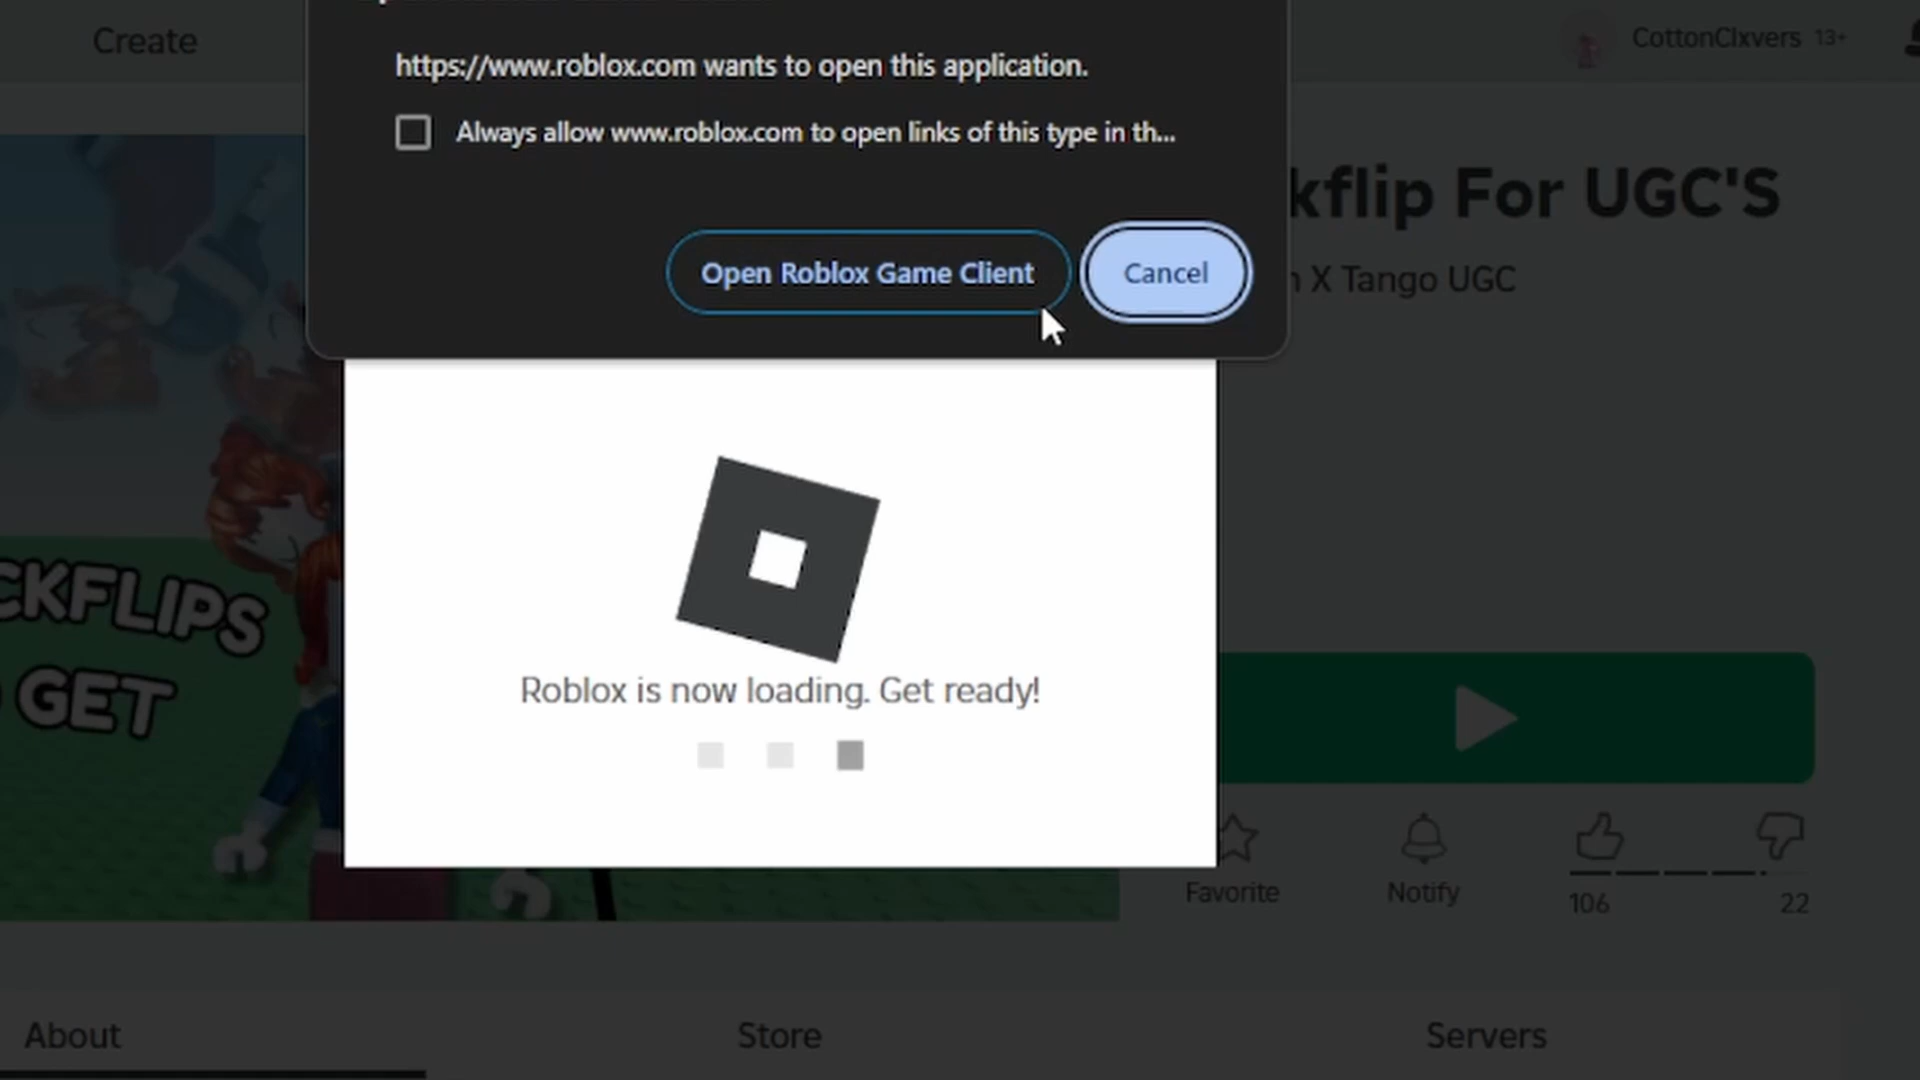 Create
CottonClxvers 13+
https://www.roblox.com wants to open this application.
Always allow www.roblox.com to open links of this type in th...
kflip For UGC'S
Open Roblox Game Client
Cancel
X Tango UGC
CKFLIPS
GET
Roblox is now loading. Get ready!
Favorite
Notify
106
22
About
Store
Servers